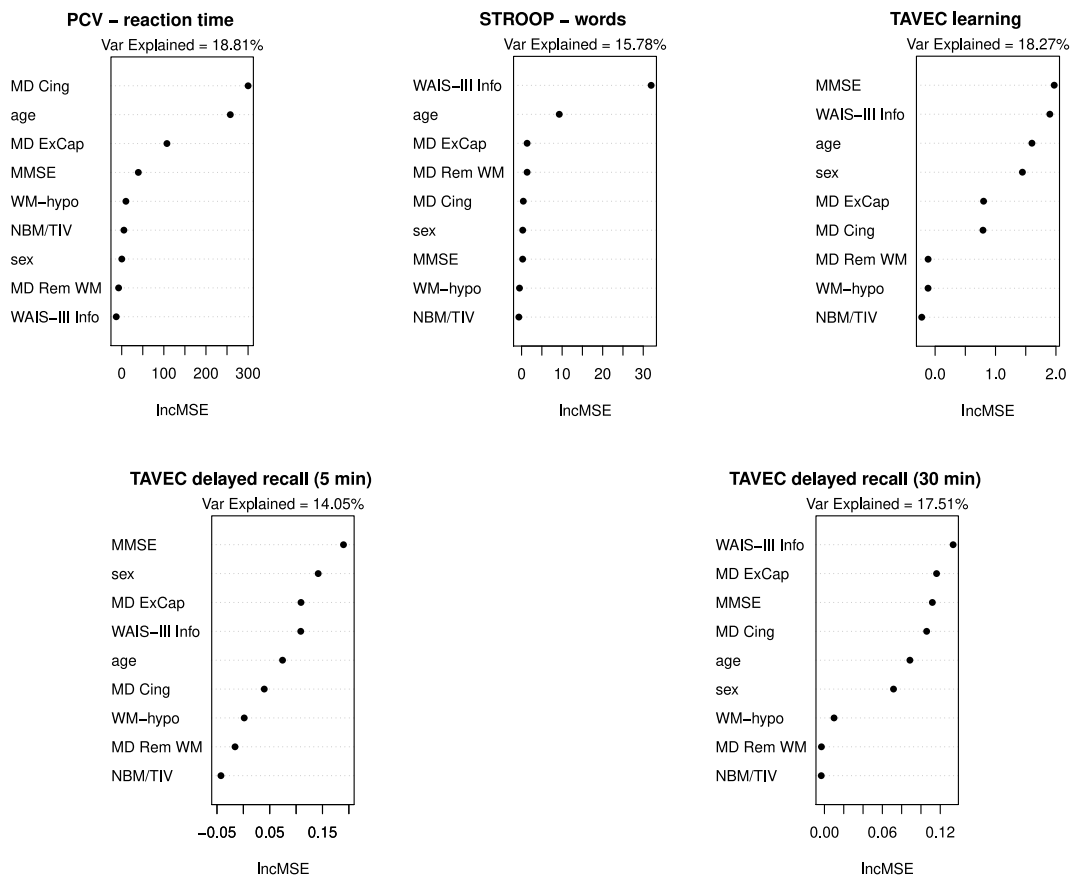 PCV – reaction time
Var Explained = 18.81%
MD Cing
age
MD ExCap
MMSE
WM–hypo
NBM/TIV
sex
MD Rem WM
WAIS–III Info
0 100 200 300
IncMSE
STROOP – words
Var Explained = 15.78%
WAIS–III Info
age
MD ExCap
MD Rem WM
MD Cing
sex
MMSE
WM–hypo
NBM/TIV
0 10 20 30
IncMSE
TAVEC learning
Var Explained = 18.27%
MMSE
WAIS–III Info
age
sex
MD ExCap
MD Cing
MD Rem WM
WM–hypo
NBM/TIV
0.0 1.0 2.0
IncMSE
TAVEC delayed recall (5 min)
Var Explained = 14.05%
MMSE
sex
MD ExCap
WAIS–III Info
age
MD Cing
WM–hypo
MD Rem WM
NBM/TIV
−0.05 0.05 0.15
IncMSE
TAVEC delayed recall (30 min)
Var Explained = 17.51%
WAIS–III Info
MD ExCap
MMSE
MD Cing
age
sex
WM–hypo
MD Rem WM
NBM/TIV
0.00 0.06 0.12
IncMSE